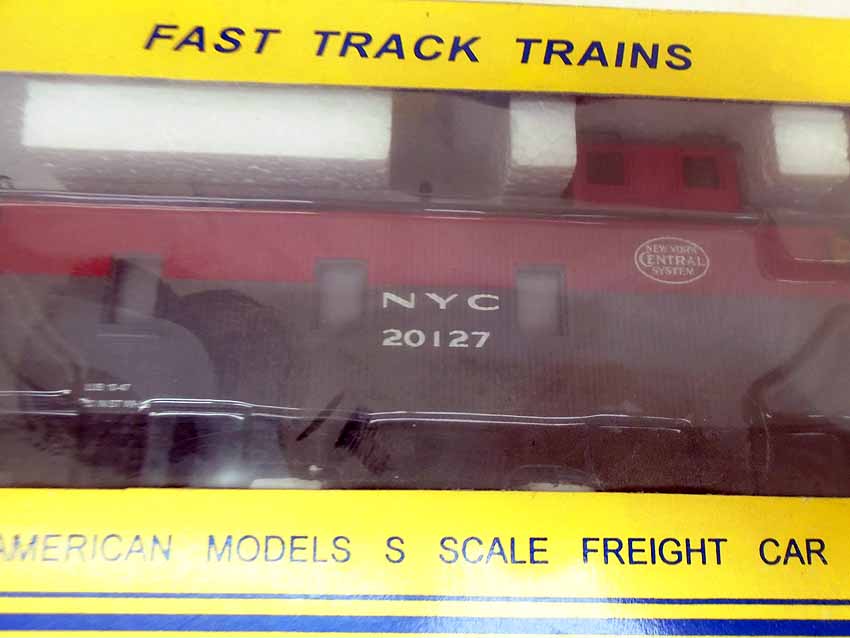 FAST TRACK TRAINS
NEW YORK
CENTRAL
SYSTEM
NYC
20127
AMERICAN MODELS S SCALE FREIGHT CAR